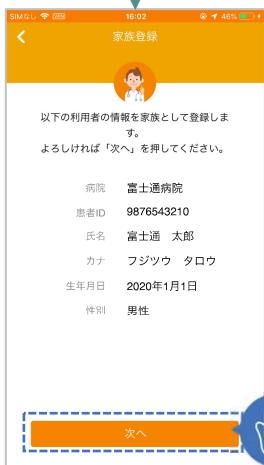 SIMなし 16:02 46%
家族登録
以下の利用者の情報を家族として登録しま
す。
よろしければ「次へ」を押してください。
病院 富士通病院
患者ID 9876543210
氏名 富士通 太郎
カナ フジツウ タロウ
生年月日 2020年1月1日
性別 男性
次へ